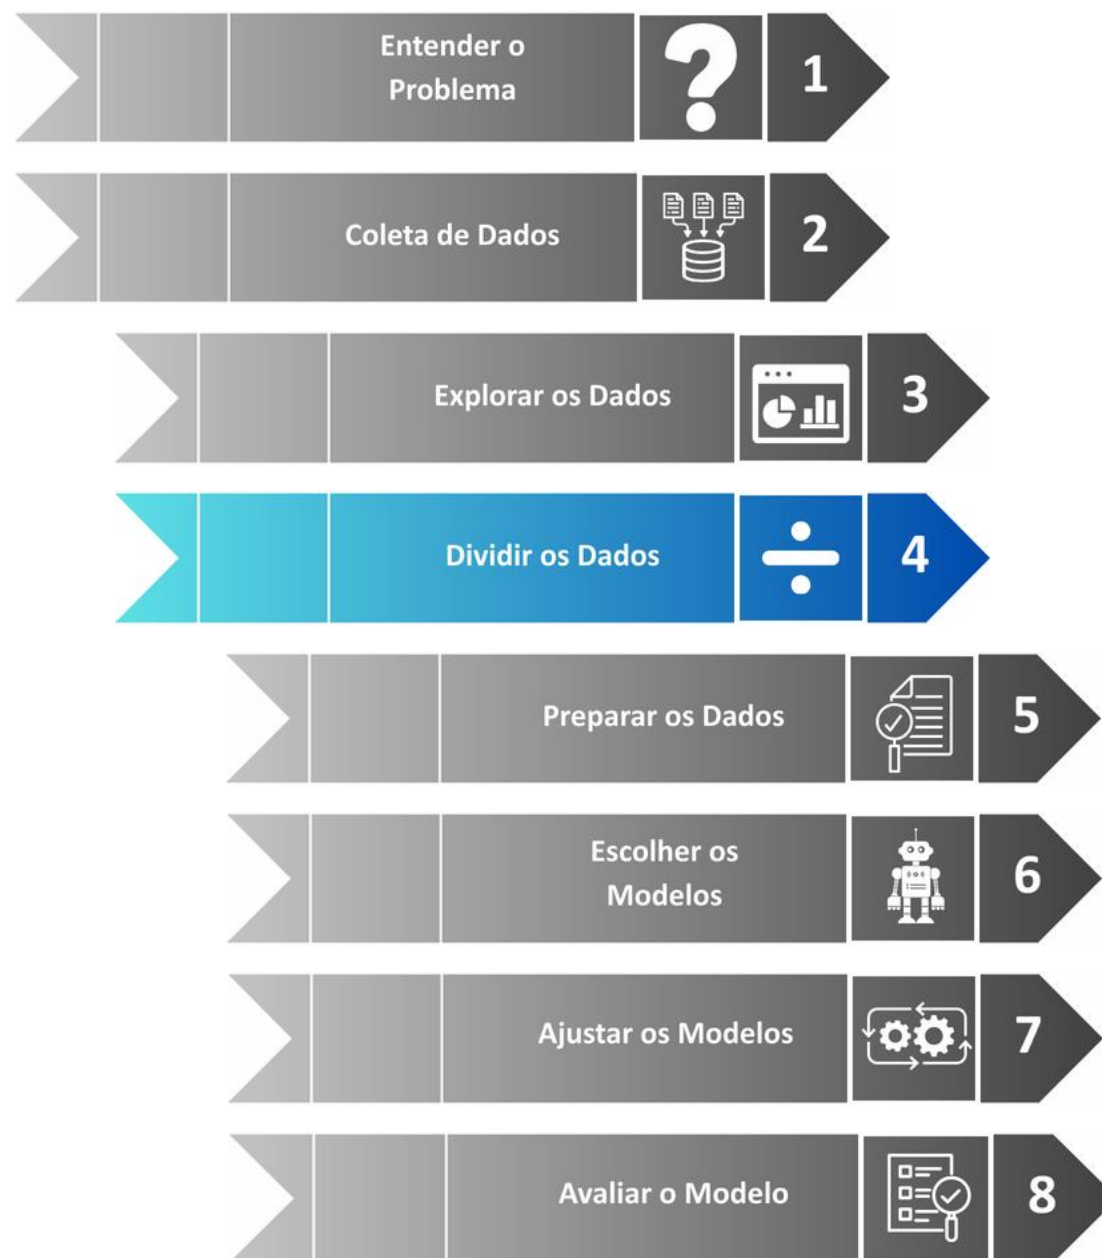 Entender o
Problema
1
Coleta de Dados
2
Explorar os Dados
3
Dividir os Dados
4
Preparar os Dados
5
Escolher os
Modelos
6
Ajustar os Modelos
7
Avaliar o Modelo
8